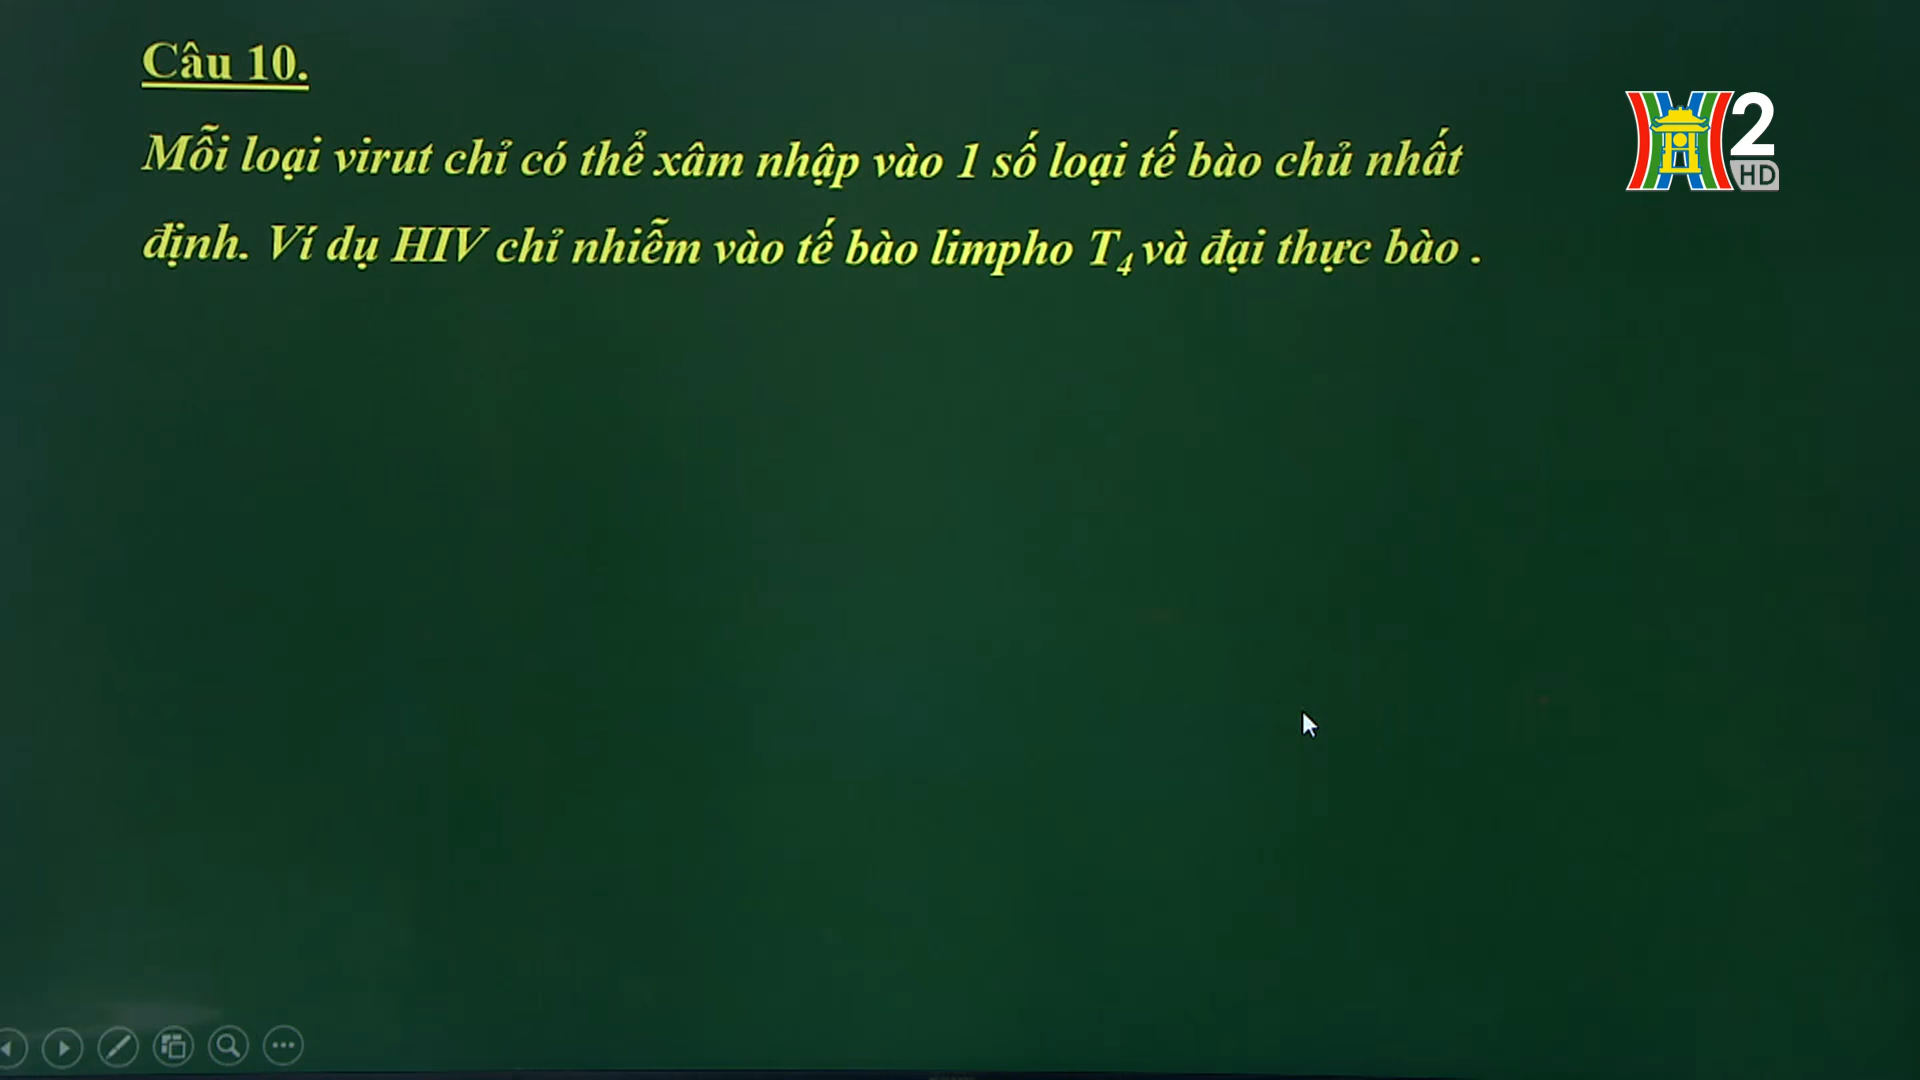 Câu 10.
Mỗi loại virut chỉ có thể xâm nhập vào 1 số loại tế bào chủ nhất
định. Ví dụ HIV chỉ nhiễm vào tế bào limpho T₄ và đại thực bào .
2
HD